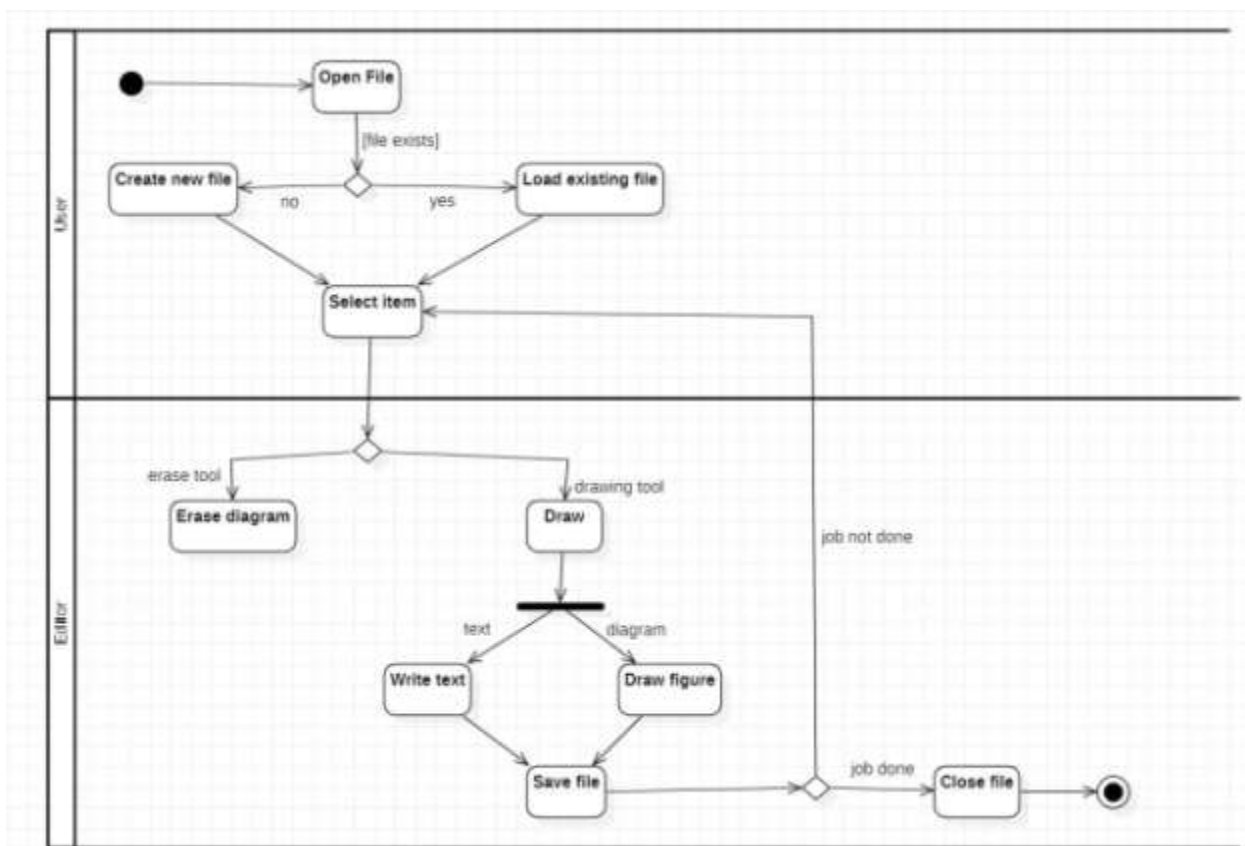 Open File
[file exists]
Create new file
Load existing file
no
yes
User
Select item
erase tool
drawing tool
Erase diagram
Draw
job not done
Editor
text
diagram
Write text
Draw figure
job done
Save file
Close file